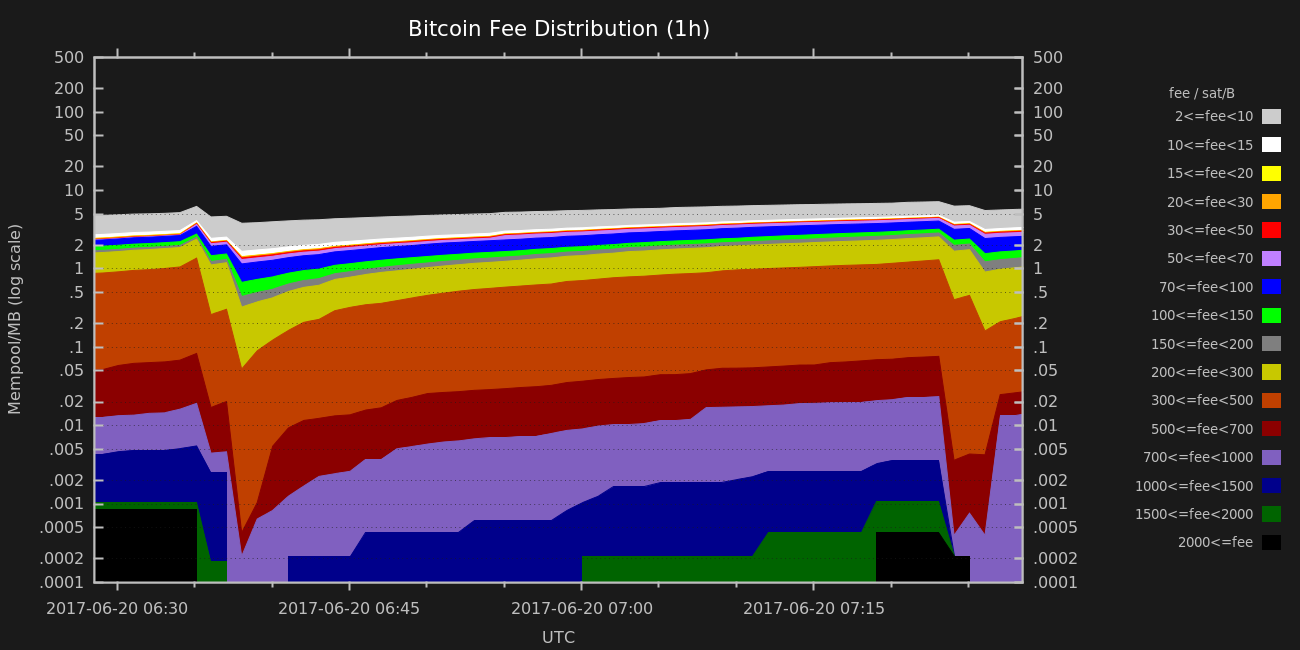 Bitcoin Fee Distribution (1h)
500
200
100
50
20
10
5
2
1
.5
.2
.1
.05
.02
.01
.005
.002
.001
.0005
.0002
.0001
Mempool/MB (log scale)
500
200
100
50
20
10
5
2
1
.5
.2
.1
.05
.02
.01
.005
.002
.001
.0005
.0002
.0001
2017-06-20 06:30
2017-06-20 06:45
2017-06-20 07:00
2017-06-20 07:15
UTC
fee / sat/B
2<=fee<10
10<=fee<15
15<=fee<20
20<=fee<30
30<=fee<50
50<=fee<70
70<=fee<100
100<=fee<150
150<=fee<200
200<=fee<300
300<=fee<500
500<=fee<700
700<=fee<1000
1000<=fee<1500
1500<=fee<2000
2000<=fee